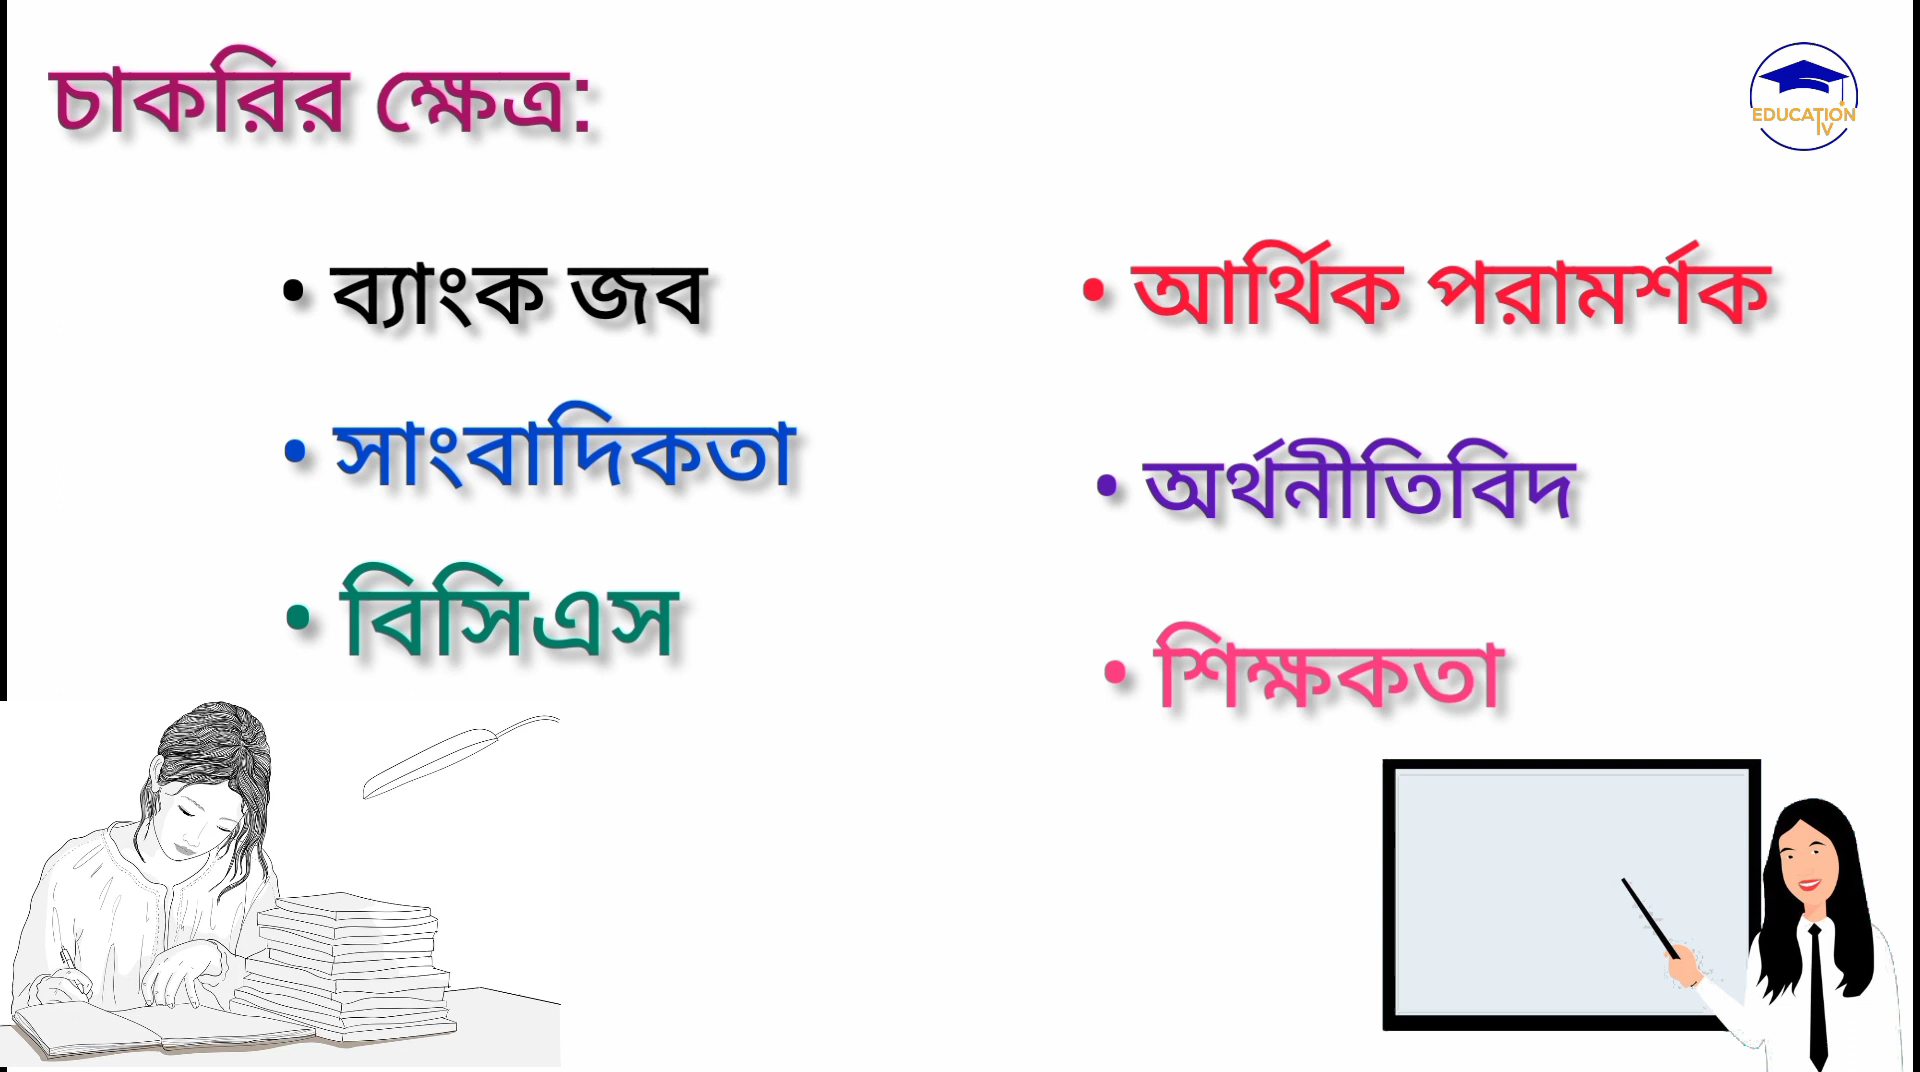 চাকরির ক্ষেত্র:
EDUCATION
TV
• ব্যাংক জব
• সাংবাদিকতা
• বিসিএস
• আর্থিক পরামর্শক
• অর্থনীতিবিদ
• শিক্ষকতা